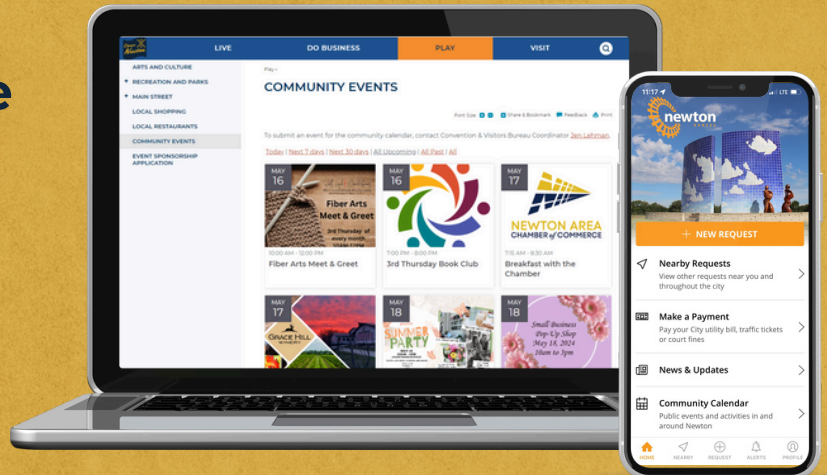 e
LIVE
DO BUSINESS
PLAY
VISIT
ARTS AND CULTURE
+ RECREATION AND PARKS
+ MAIN STREET
LOCAL SHOPPING
LOCAL RESTAURANTS
COMMUNITY EVENTS
EVENT SPONSORSHIP
APPLICATION
Play›
COMMUNITY EVENTS
Font Size
Share & Bookmark
Feedback
Print
To submit an event for the community calendar, contact Convention & Visitors Bureau Coordinator Jen Lehman.
Today | Next 7 days | Next 30 days | All Upcoming | All Past | All
MAY
16
Fiber Arts
Meet & Greet
3rd Thursday of
every month
10AM-12PM
10:00 AM - 12:00 PM
Fiber Arts Meet & Greet
MAY
16
7:00 PM - 8:00 PM
3rd Thursday Book Club
MAY
17
NEWTON AREA
CHAMBER of COMMERCE
7:15 AM - 8:30 AM
Breakfast with the
Chamber
MAY
17
GRACE HILL
WINERY
MAY
18
SUMMER
PARTY
MAY
18
Small Business
Pop-Up Shop
May 18, 2024
10am to 3pm
11:17
LTE
newton
KANSAS
+ NEW REQUEST
Nearby Requests
View other requests near you and
throughout the city
Make a Payment
Pay your City utility bill, traffic tickets
or court fines
News & Updates
Community Calendar
Public events and activities in and
around Newton
HOME
NEARBY
REQUEST
ALERTS
PROFILE